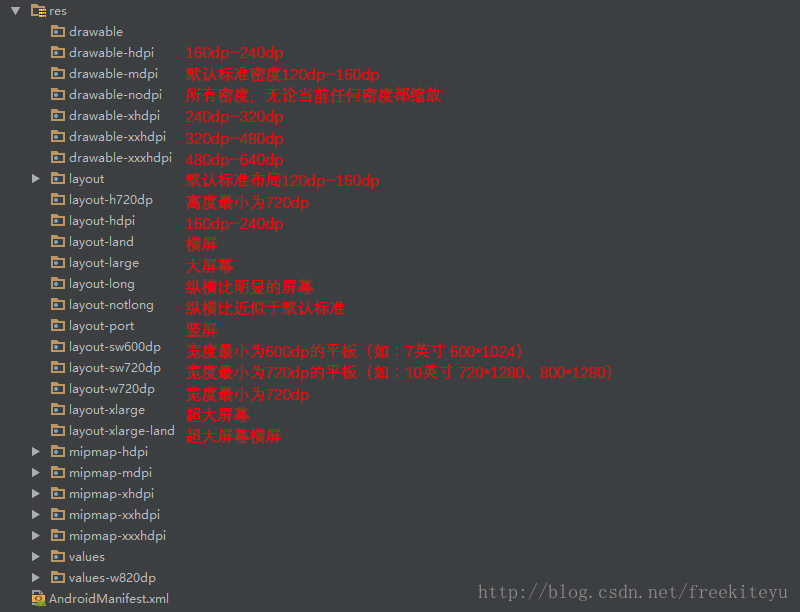 res
drawable
drawable-hdpi 160dp~240dp
drawable-mdpi 默认标准密度120dp~160dp
drawable-nodpi 所有密度，无论当前任何密度都缩放
drawable-xhdpi 240dp~320dp
drawable-xxhdpi 320dp~480dp
drawable-xxxhdpi 480dp~640dp
layout 默认标准布局120dp~160dp
layout-h720dp 高度最小为720dp
layout-hdpi 160dp~240dp
layout-land 横屏
layout-large 大屏幕
layout-long 纵横比明显的屏幕
layout-notlong 纵横比近似于默认标准
layout-port 竖屏
layout-sw600dp 宽度最小为600dp的平板（如：7英寸 600*1024）
layout-sw720dp 宽度最小为720dp的平板（如：10英寸 720*1280、800*1280）
layout-w720dp 宽度最小为720dp
layout-xlarge 超大屏幕
layout-xlarge-land 超大屏幕横屏
mipmap-hdpi
mipmap-mdpi
mipmap-xhdpi
mipmap-xxhdpi
mipmap-xxxhdpi
values
values-w820dp
AndroidManifest.xml
http://blog.csdn.net/freekiteyu